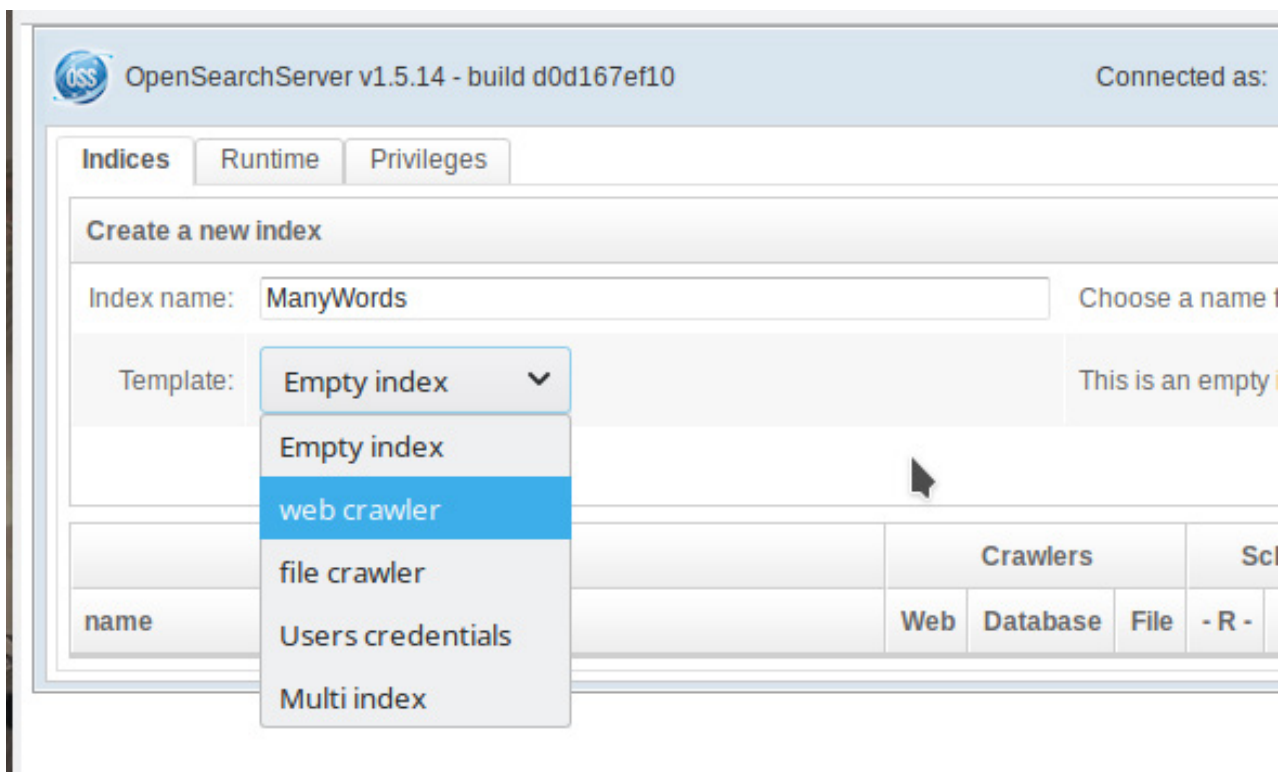 OSS OpenSearchServer v1.5.14 - build d0d167ef10 Connected as:
Indices Runtime Privileges
Create a new index
Index name: ManyWords Choose a name
Template: Empty index This is an empty
Empty index
web crawler
file crawler
Users credentials
Multi index
Crawlers
name Web Database File - R -